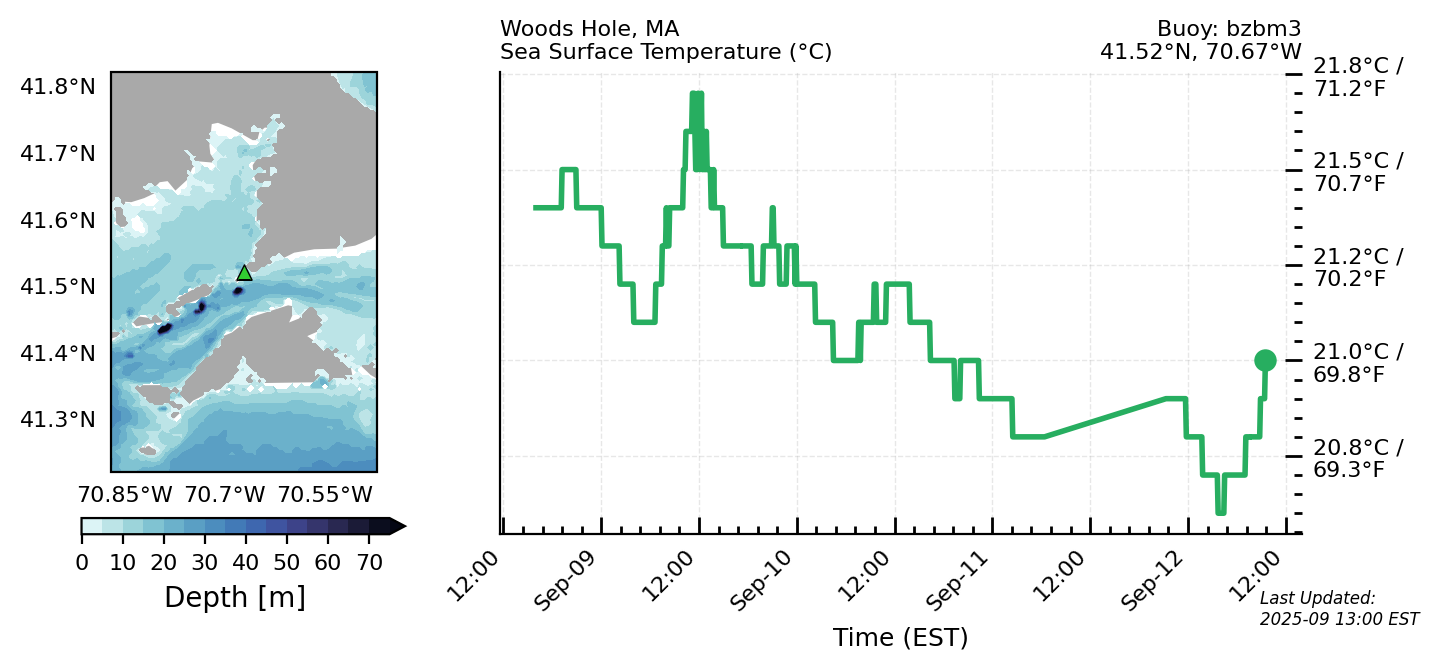 Woods Hole, MA
Sea Surface Temperature (°C)
Buoy: bzbm3
41.52°N, 70.67°W
41.8°N
41.7°N
41.6°N
41.5°N
41.4°N
41.3°N
70.85°W 70.7°W 70.55°W
0 10 20 30 40 50 60 70
Depth [m]
21.8°C /
71.2°F
21.5°C /
70.7°F
21.2°C /
70.2°F
21.0°C /
69.8°F
20.8°C /
69.3°F
12:00
Sep-09
12:00
Sep-10
12:00
Sep-11
12:00
Sep-12
12:00
Time (EST)
Last Updated:
2025-09 13:00 EST